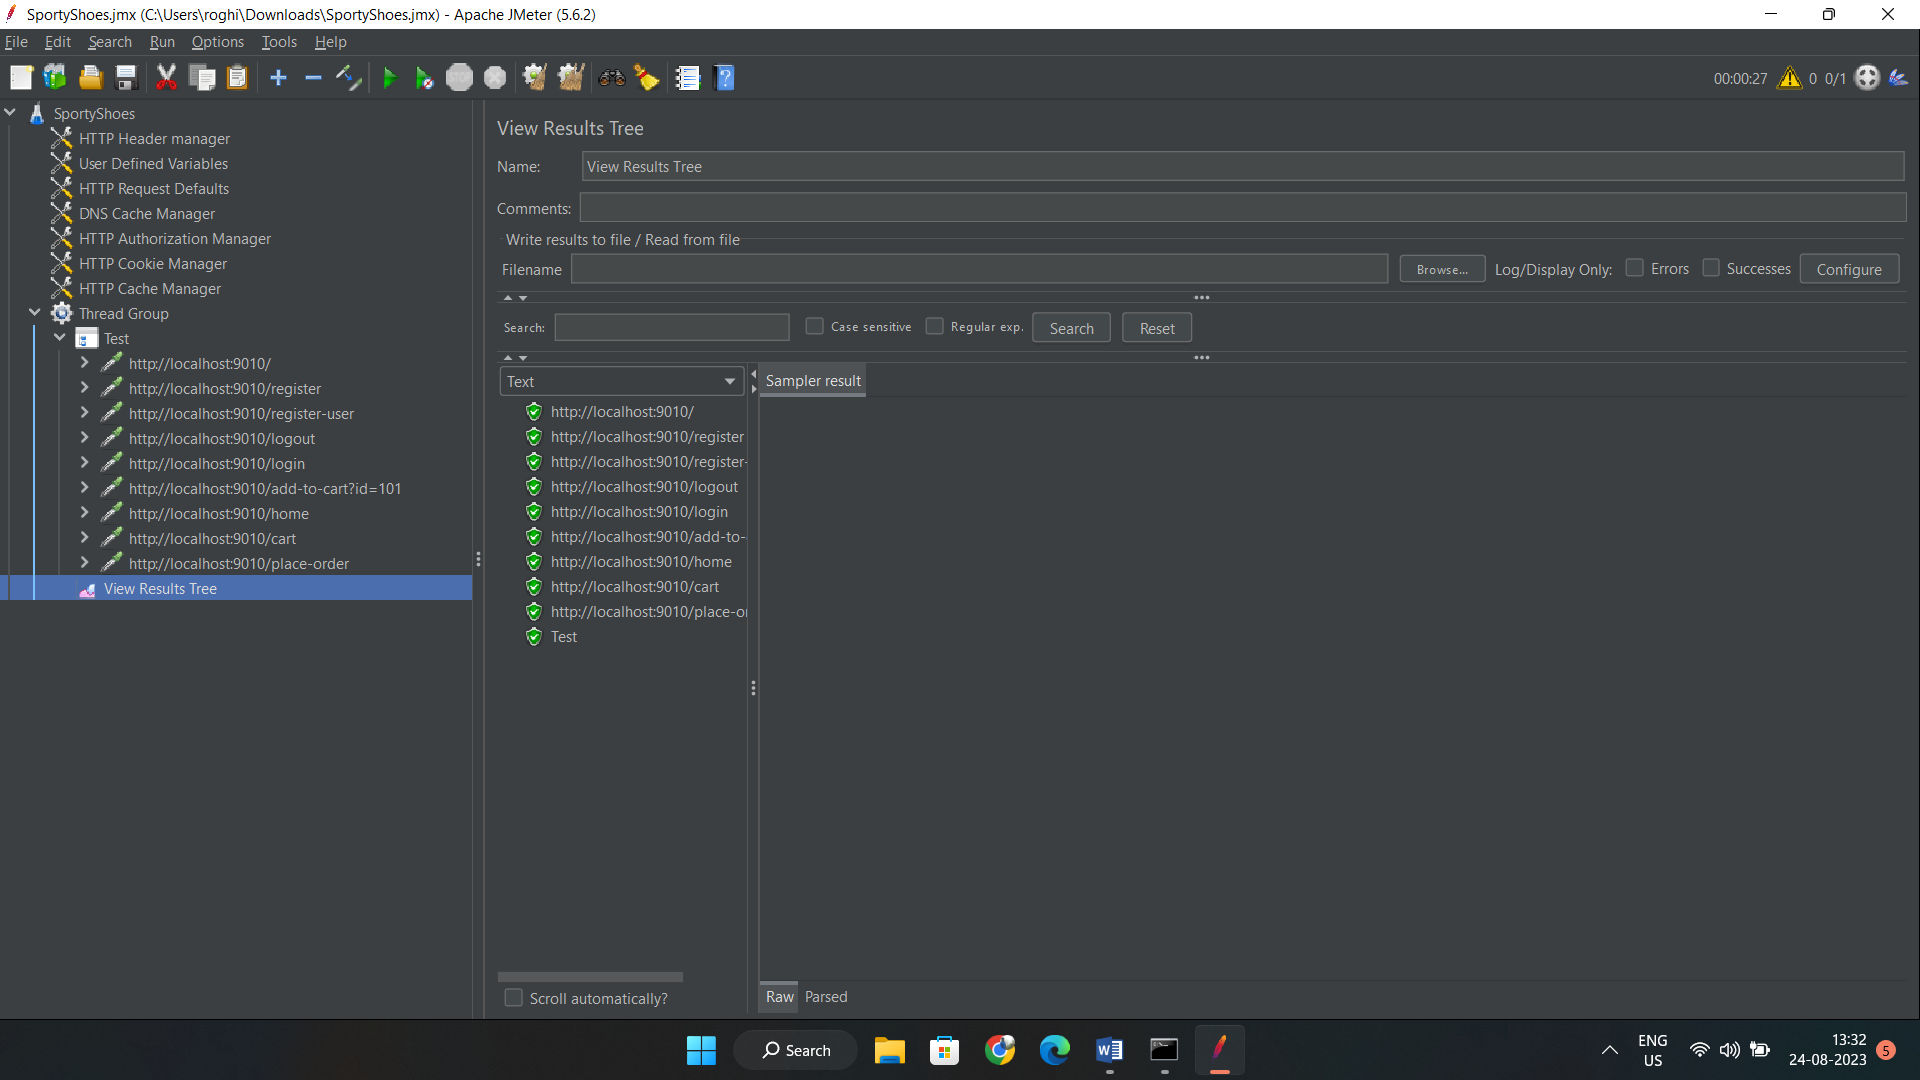 SportyShoes.jmx (C:\Users\roghi\Downloads\SportyShoes.jmx) - Apache JMeter (5.6.2)
File Edit Search Run Options Tools Help
STOP
00:00:27 0 0/1
SportyShoes
HTTP Header manager
User Defined Variables
HTTP Request Defaults
DNS Cache Manager
HTTP Authorization Manager
HTTP Cookie Manager
HTTP Cache Manager
Thread Group
Test
http://localhost:9010/
http://localhost:9010/register
http://localhost:9010/register-user
http://localhost:9010/logout
http://localhost:9010/login
http://localhost:9010/add-to-cart?id=101
http://localhost:9010/home
http://localhost:9010/cart
http://localhost:9010/place-order
View Results Tree
View Results Tree
Name: View Results Tree
Comments:
Write results to file / Read from file
Filename Browse... Log/Display Only: Errors Successes Configure
Search: Case sensitive Regular exp. Search Reset
Text
Sampler result
http://localhost:9010/
http://localhost:9010/register
http://localhost:9010/register-
http://localhost:9010/logout
http://localhost:9010/login
http://localhost:9010/add-to-
http://localhost:9010/home
http://localhost:9010/cart
http://localhost:9010/place-or
Test
Scroll automatically?
Raw Parsed
Search
ENG
US
13:32
24-08-2023
5